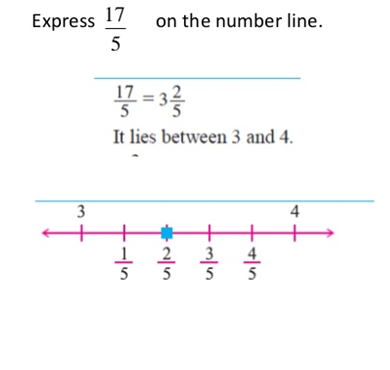 Express 17/5 on the number line.
17/5 = 3 2/5
It lies between 3 and 4.
3 4
1/5 2/5 3/5 4/5